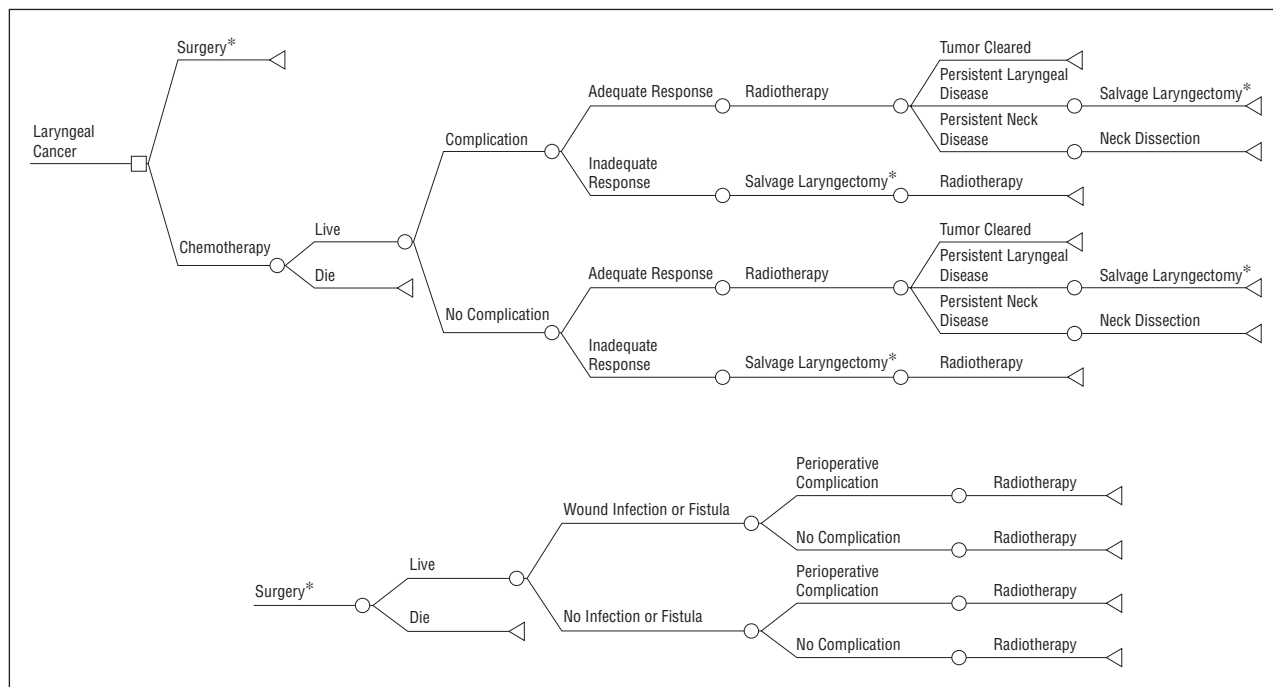 Surgery*
Laryngeal
Cancer
Chemotherapy
Live
Die
Complication
Adequate Response
Radiotherapy
Tumor Cleared
Persistent Laryngeal
Disease
Salvage Laryngectomy*
Persistent Neck
Disease
Neck Dissection
Inadequate
Response
Salvage Laryngectomy*
Radiotherapy
No Complication
Adequate Response
Radiotherapy
Tumor Cleared
Persistent Laryngeal
Disease
Salvage Laryngectomy*
Persistent Neck
Disease
Neck Dissection
Inadequate
Response
Salvage Laryngectomy*
Radiotherapy
Surgery*
Live
Die
Wound Infection or Fistula
Perioperative
Complication
Radiotherapy
No Complication
Radiotherapy
No Infection or Fistula
Perioperative
Complication
Radiotherapy
No Complication
Radiotherapy